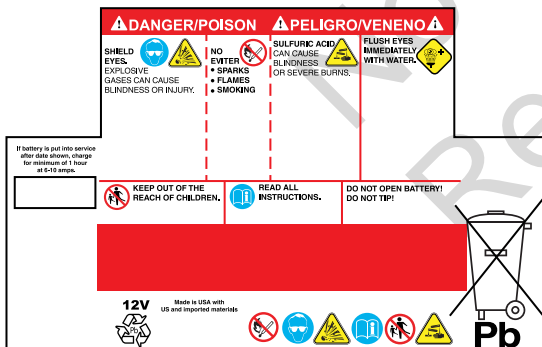 DANGER/POISON PELIGRO/VENENO
SHIELD
EYES.
EXPLOSIVE
GASES CAN CAUSE
BLINDNESS OR INJURY.
NO
EVITER
• SPARKS
• FLAMES
• SMOKING
SULFURIC ACID
CAN CAUSE
BLINDNESS
OR SEVERE BURNS.
FLUSH EYES
IMMEDIATELY
WITH WATER.
If battery is put into service
after date shown, charge
for minimum of 1 hour
at 6-10 amps.
KEEP OUT OF THE
REACH OF CHILDREN.
READ ALL
INSTRUCTIONS.
DO NOT OPEN BATTERY!
DO NOT TIP!
12V
Pb
Made is USA with
US and imported materials
Pb